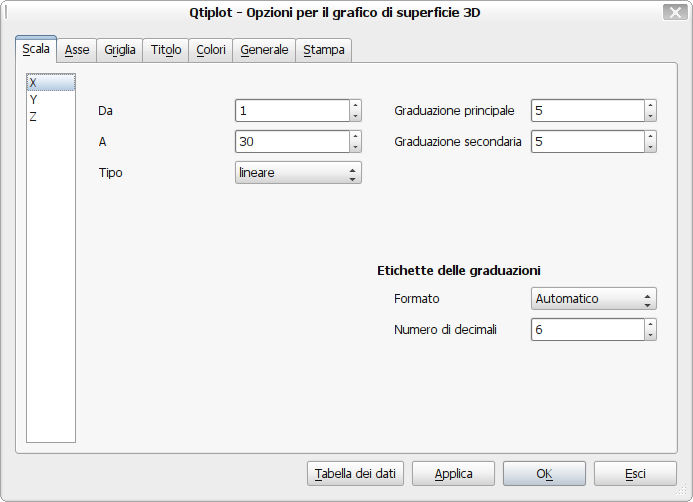 Qtiplot - Opzioni per il grafico di superficie 3D
Scala Asse Griglia Titolo Colori Generale Stampa
X
Y
Z
Da 1 Graduazione principale 5
A 30 Graduazione secondaria 5
Tipo lineare
Etichette delle graduazioni
Formato Automatico
Numero di decimali 6
Tabella dei dati Applica OK Esci